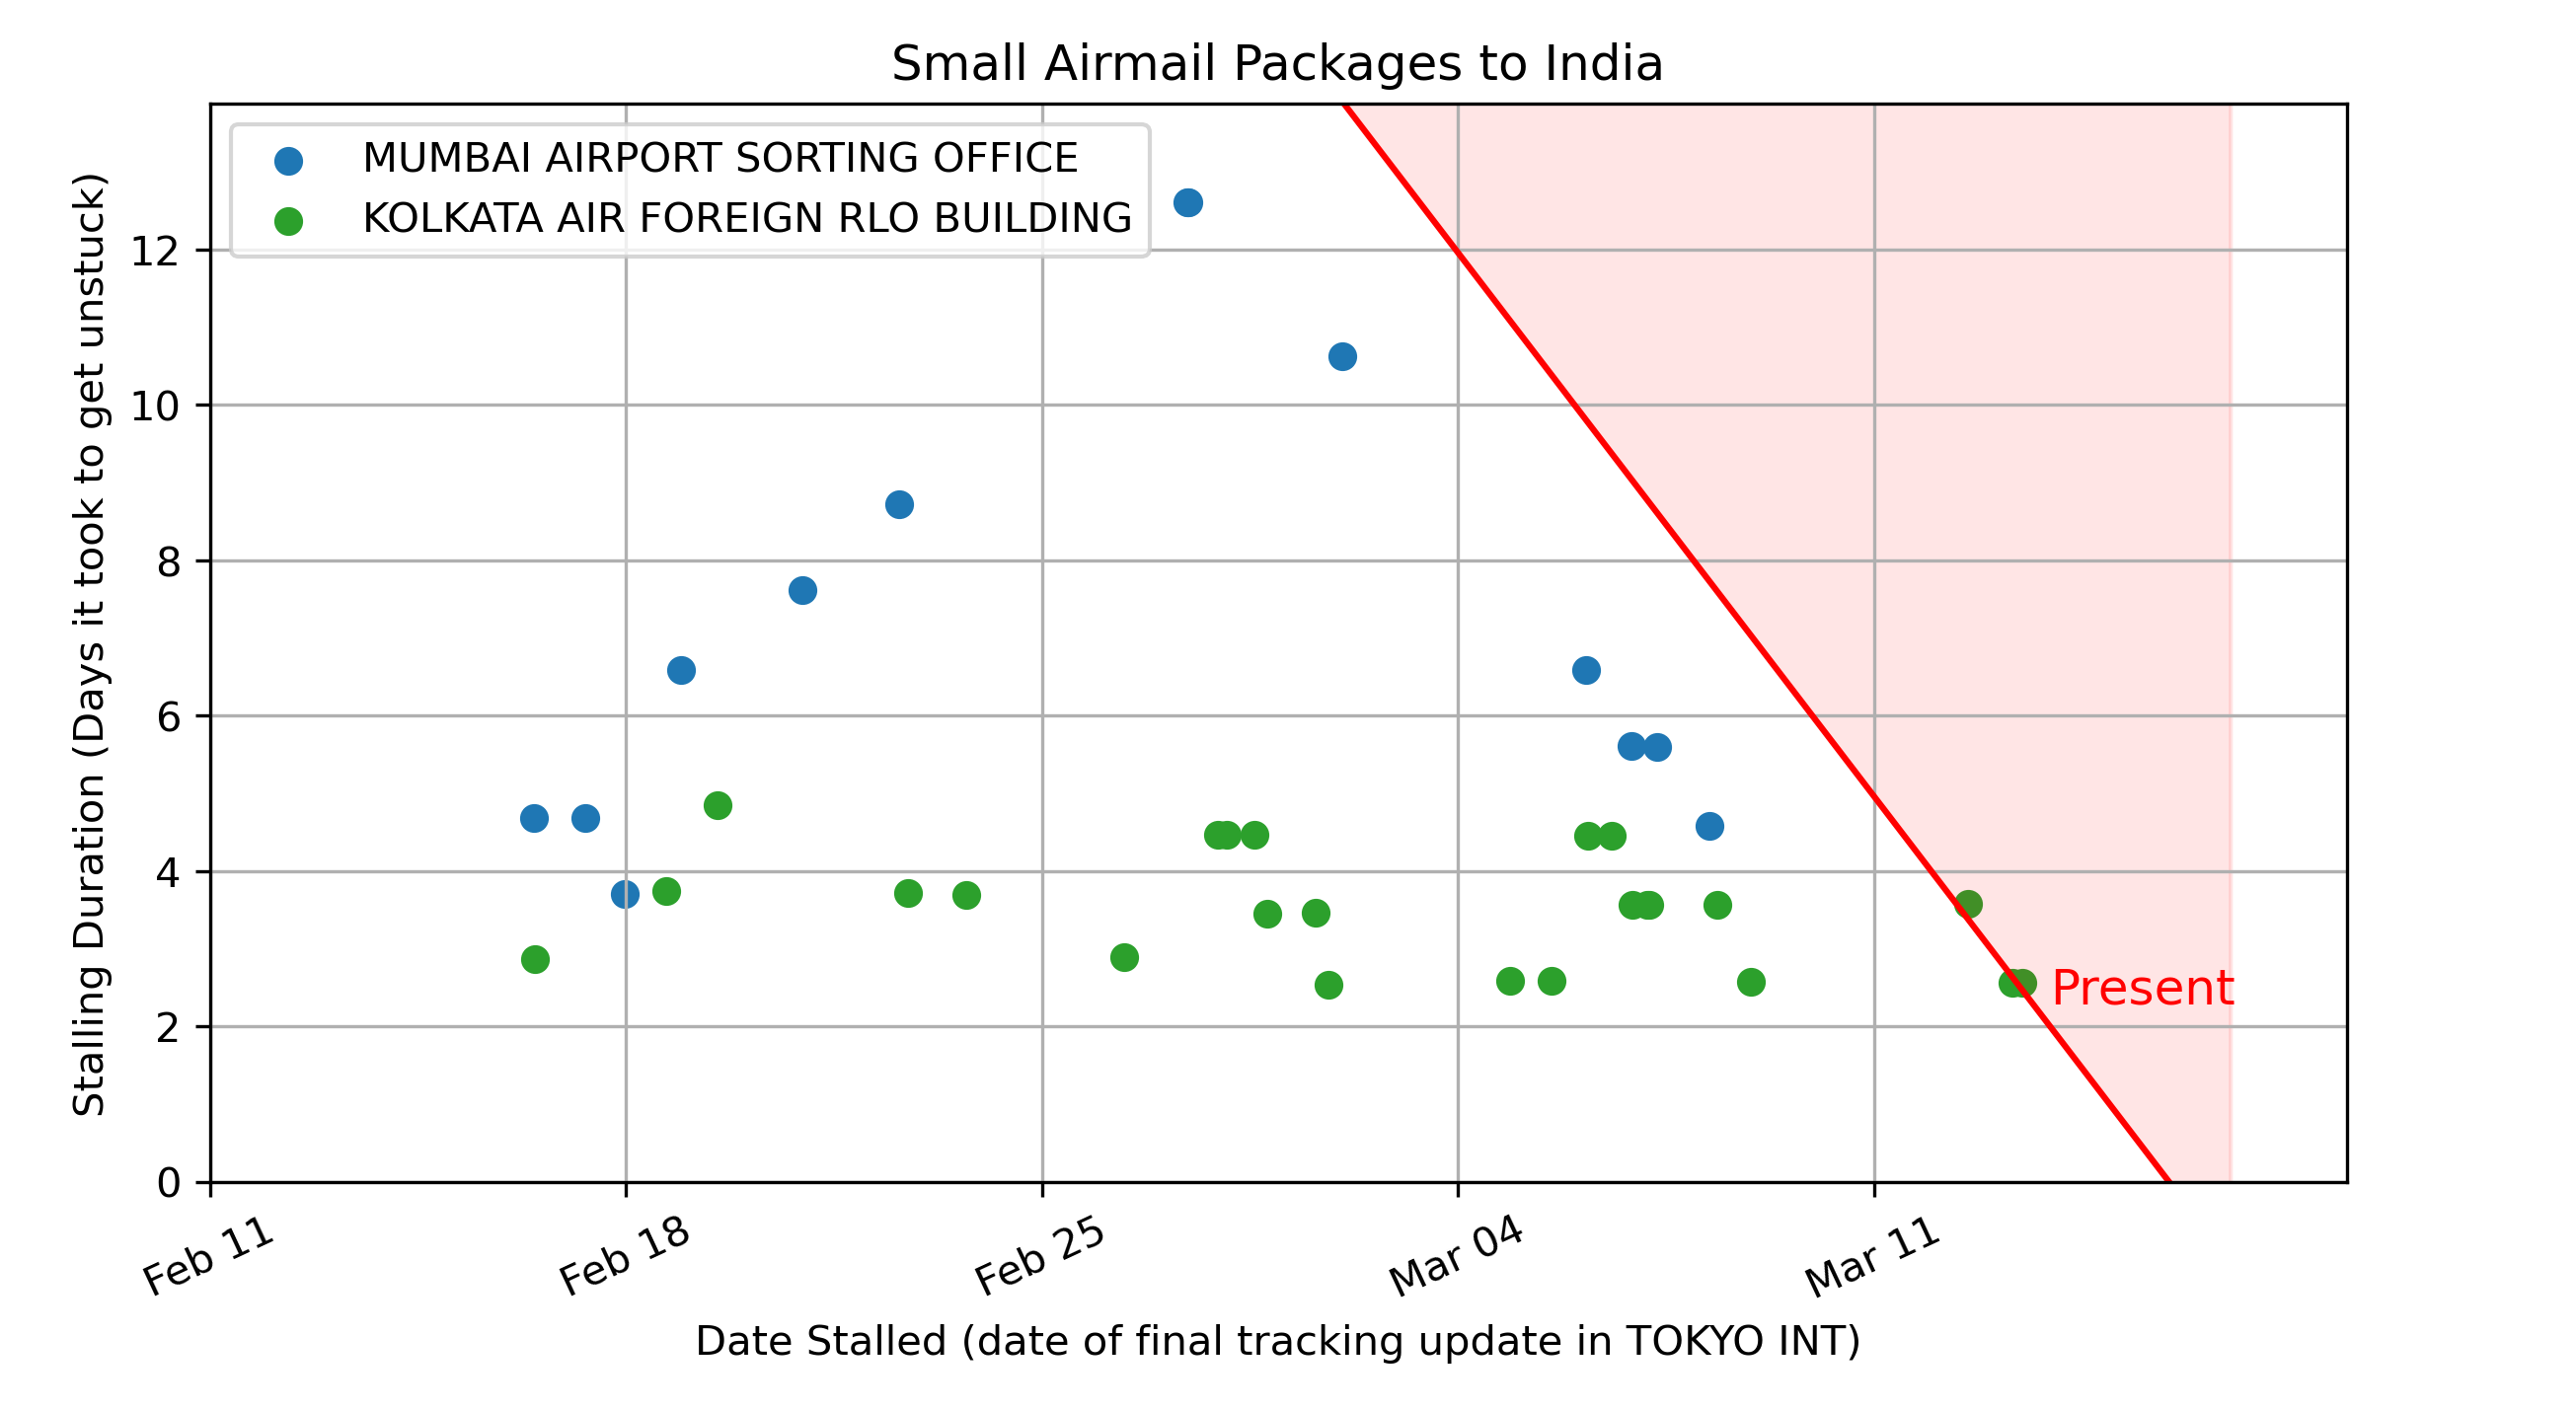 Small Airmail Packages to India
MUMBAI AIRPORT SORTING OFFICE
KOLKATA AIR FOREIGN RLO BUILDING
Stalling Duration (Days it took to get unstuck)
12
10
8
6
4
2
0
Present
Feb 11
Feb 18
Feb 25
Mar 04
Mar 11
Date Stalled (date of final tracking update in TOKYO INT)